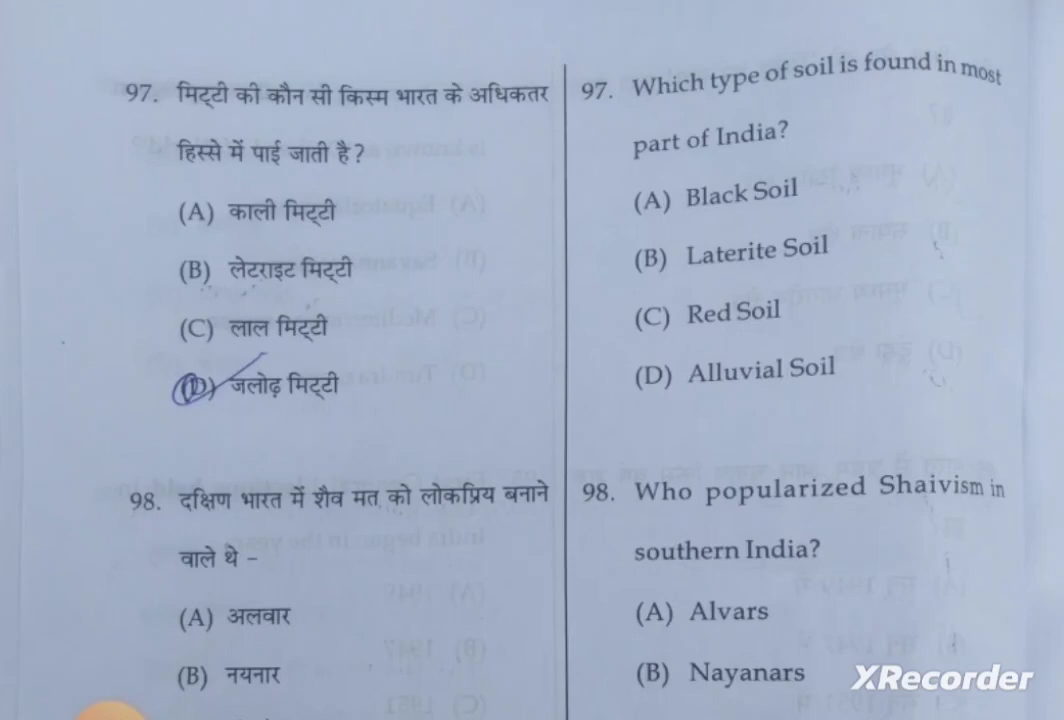 97. मिट्टी की कौन सी किस्म भारत के अधिकतर
हिस्से में पाई जाती है?
(A) काली मिट्टी
(B) लेटराइट मिट्टी
(C) लाल मिट्टी
(D) जलोढ़ मिट्टी
98. दक्षिण भारत में शैव मत को लोकप्रिय बनाने
वाले थे -
(A) अलवार
(B) नयनार
97. Which type of soil is found in most
part of India?
(A) Black Soil
(B) Laterite Soil
(C) Red Soil
(D) Alluvial Soil
98. Who popularized Shaivism in
southern India?
(A) Alvars
(B) Nayanars
XRecorder